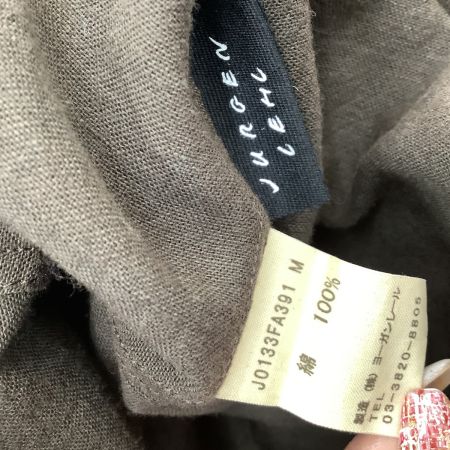 JURGEN
LEHL
J0133FA391 M
綿 100%
製造 (株) ヨーガンレール
TEL 03-3820-8805